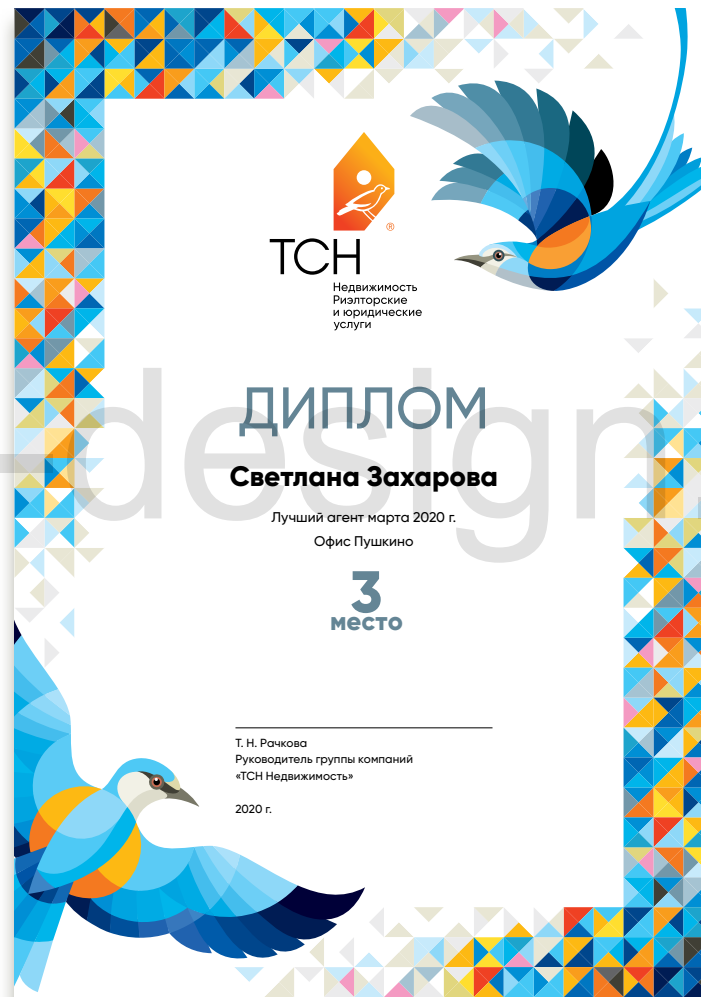 ТСН
®
Недвижимость
Риэлторские
и юридические
услуги
ДИПЛОМ
-design
Светлана Захарова
Лучший агент марта 2020 г.
Офис Пушкино
3
место
Т. Н. Рачкова
Руководитель группы компаний
«ТСН Недвижимость»
2020 г.